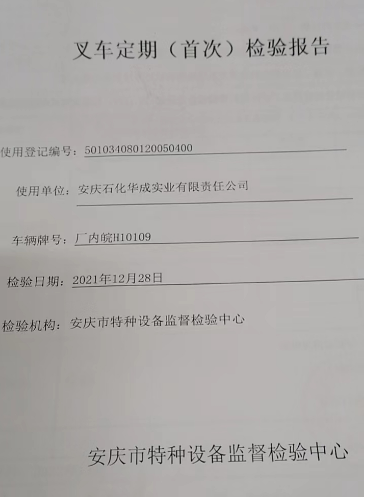 叉车定期（首次）检验报告
使用登记编号：501034080120050400
使用单位：安庆石化华成实业有限责任公司
车辆牌号：厂内皖H10109
检验日期：2021年12月28日
检验机构：安庆市特种设备监督检验中心
安庆市特种设备监督检验中心